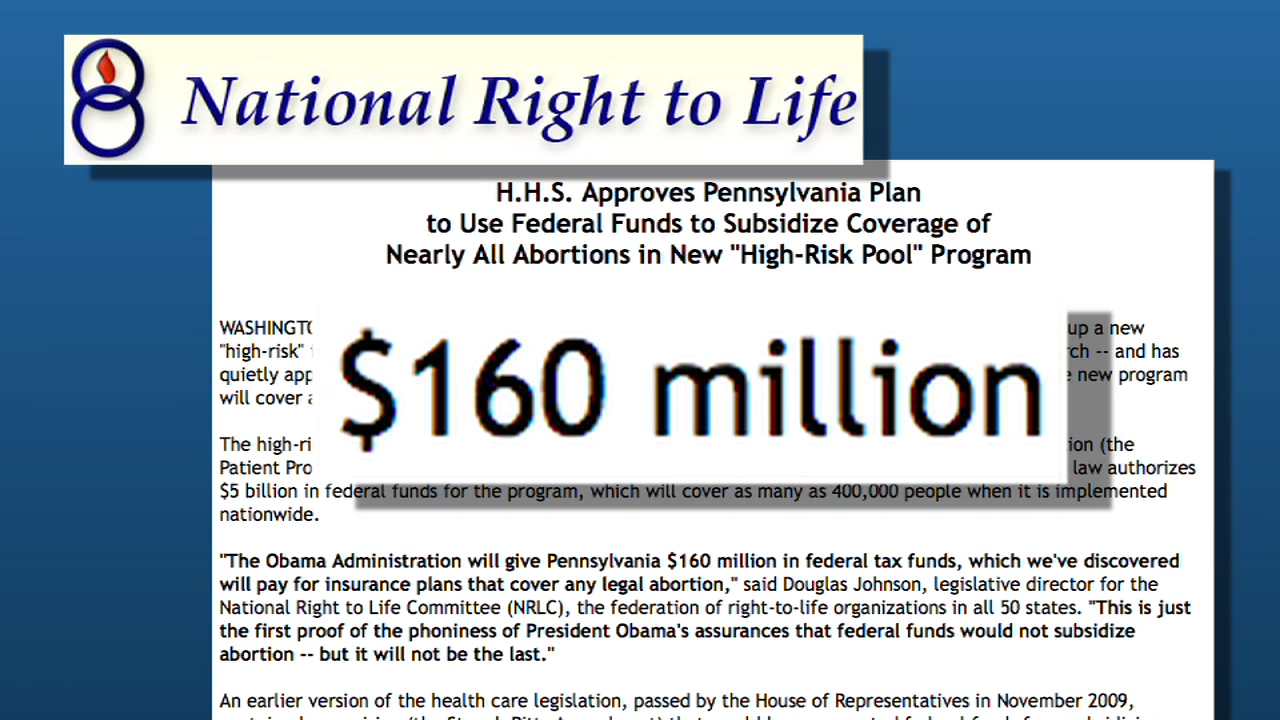 National Right to Life
H.H.S. Approves Pennsylvania Plan
to Use Federal Funds to Subsidize Coverage of
Nearly All Abortions in New "High-Risk Pool" Program
$160 million
WASHINGT up a new
"high-risk" -- and has
quietly new program
will cover
The (the
Patient law authorizes
$5 billion in federal funds for the program, which will cover as many as 400,000 people when it is implemented
nationwide.
"The Obama Administration will give Pennsylvania $160 million in federal tax funds, which we've discovered
will pay for insurance plans that cover any legal abortion," said Douglas Johnson, legislative director for the
National Right to Life Committee (NRLC), the federation of right-to-life organizations in all 50 states. "This is just
the first proof of the phoniness of President Obama's assurances that federal funds would not subsidize
abortion -- but it will not be the last."
An earlier version of the health care legislation, passed by the House of Representatives in November 2009,